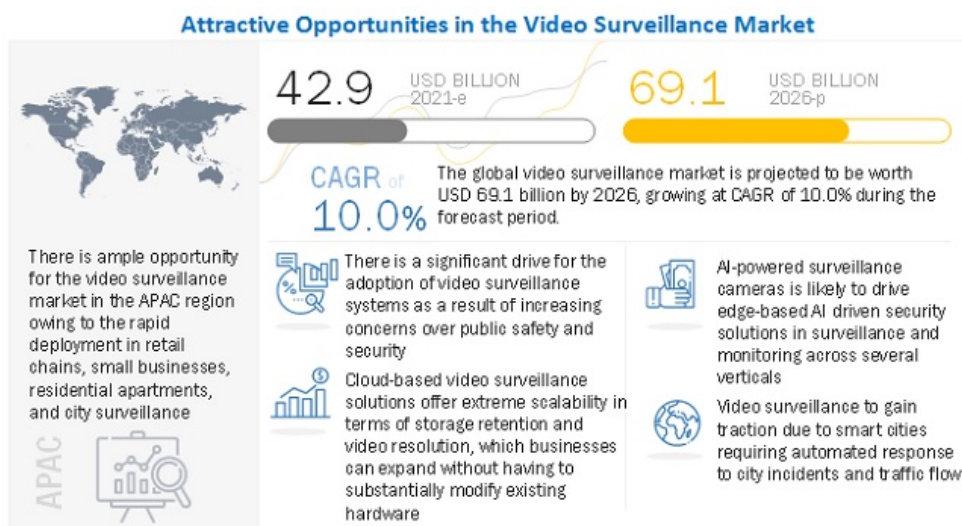 Attractive Opportunities in the Video Surveillance Market
42.9
USD BILLION
2021-e
69.1
USD BILLION
2026-p
CAGR of
10.0%
The global video surveillance market is projected to be worth
USD 69.1 billion by 2026, growing at CAGR of 10.0% during the
forecast period.
There is ample opportunity
for the video surveillance
market in the APAC region
owing to the rapid
deployment in retail
chains, small businesses,
residential apartments,
and city surveillance
APAC
There is a significant drive for the
adoption of video surveillance
systems as a result of increasing
concerns over public safety and
security
Cloud-based video surveillance
solutions offer extreme scalability in
terms of storage retention and
video resolution, which businesses
can expand without having to
substantially modify existing
hardware
AI-powered surveillance
cameras is likely to drive
edge-based AI driven security
solutions in surveillance and
monitoring across several
verticals
Video surveillance to gain
traction due to smart cities
requiring automated response
to city incidents and traffic flow